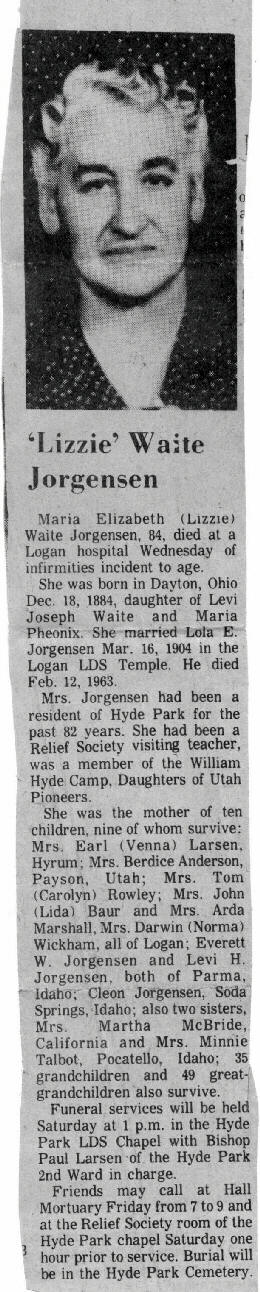 'Lizzie' Waite
Jorgensen
Maria Elizabeth (Lizzie)
Waite Jorgensen, 84, died at a
Logan hospital Wednesday of
infirmities incident to age.
She was born in Dayton, Ohio
Dec. 18, 1884, daughter of Levi
Joseph Waite and Maria
Pheonix. She married Lola E.
Jorgensen Mar. 16, 1904 in the
Logan LDS Temple. He died
Feb. 12, 1963.
Mrs. Jorgensen had been a
resident of Hyde Park for the
past 82 years. She had been a
Relief Society visiting teacher,
was a member of the William
Hyde Camp, Daughters of Utah
Pioneers.
She was the mother of ten
children, nine of whom survive:
Mrs. Earl (Venna) Larsen,
Hyrum; Mrs. Berdice Anderson,
Payson, Utah; Mrs. Tom
(Carolyn) Rowley; Mrs. John
(Lida) Baur and Mrs. Arda
Marshall, Mrs. Darwin (Norma)
Wickham, all of Logan; Everett
W. Jorgensen and Levi H.
Jorgensen, both of Parma,
Idaho; Cleon Jorgensen, Soda
Springs, Idaho; also two sisters,
Mrs. Martha McBride,
California and Mrs. Minnie
Talbot, Pocatello, Idaho; 35
grandchildren and 49 great-
grandchildren also survive.
Funeral services will be held
Saturday at 1 p.m. in the Hyde
Park LDS Chapel with Bishop
Paul Larsen of the Hyde Park
2nd Ward in charge.
Friends may call at Hall
Mortuary Friday from 7 to 9 and
at the Relief Society room of the
Hyde Park chapel Saturday one
hour prior to service. Burial will
be in the Hyde Park Cemetery.